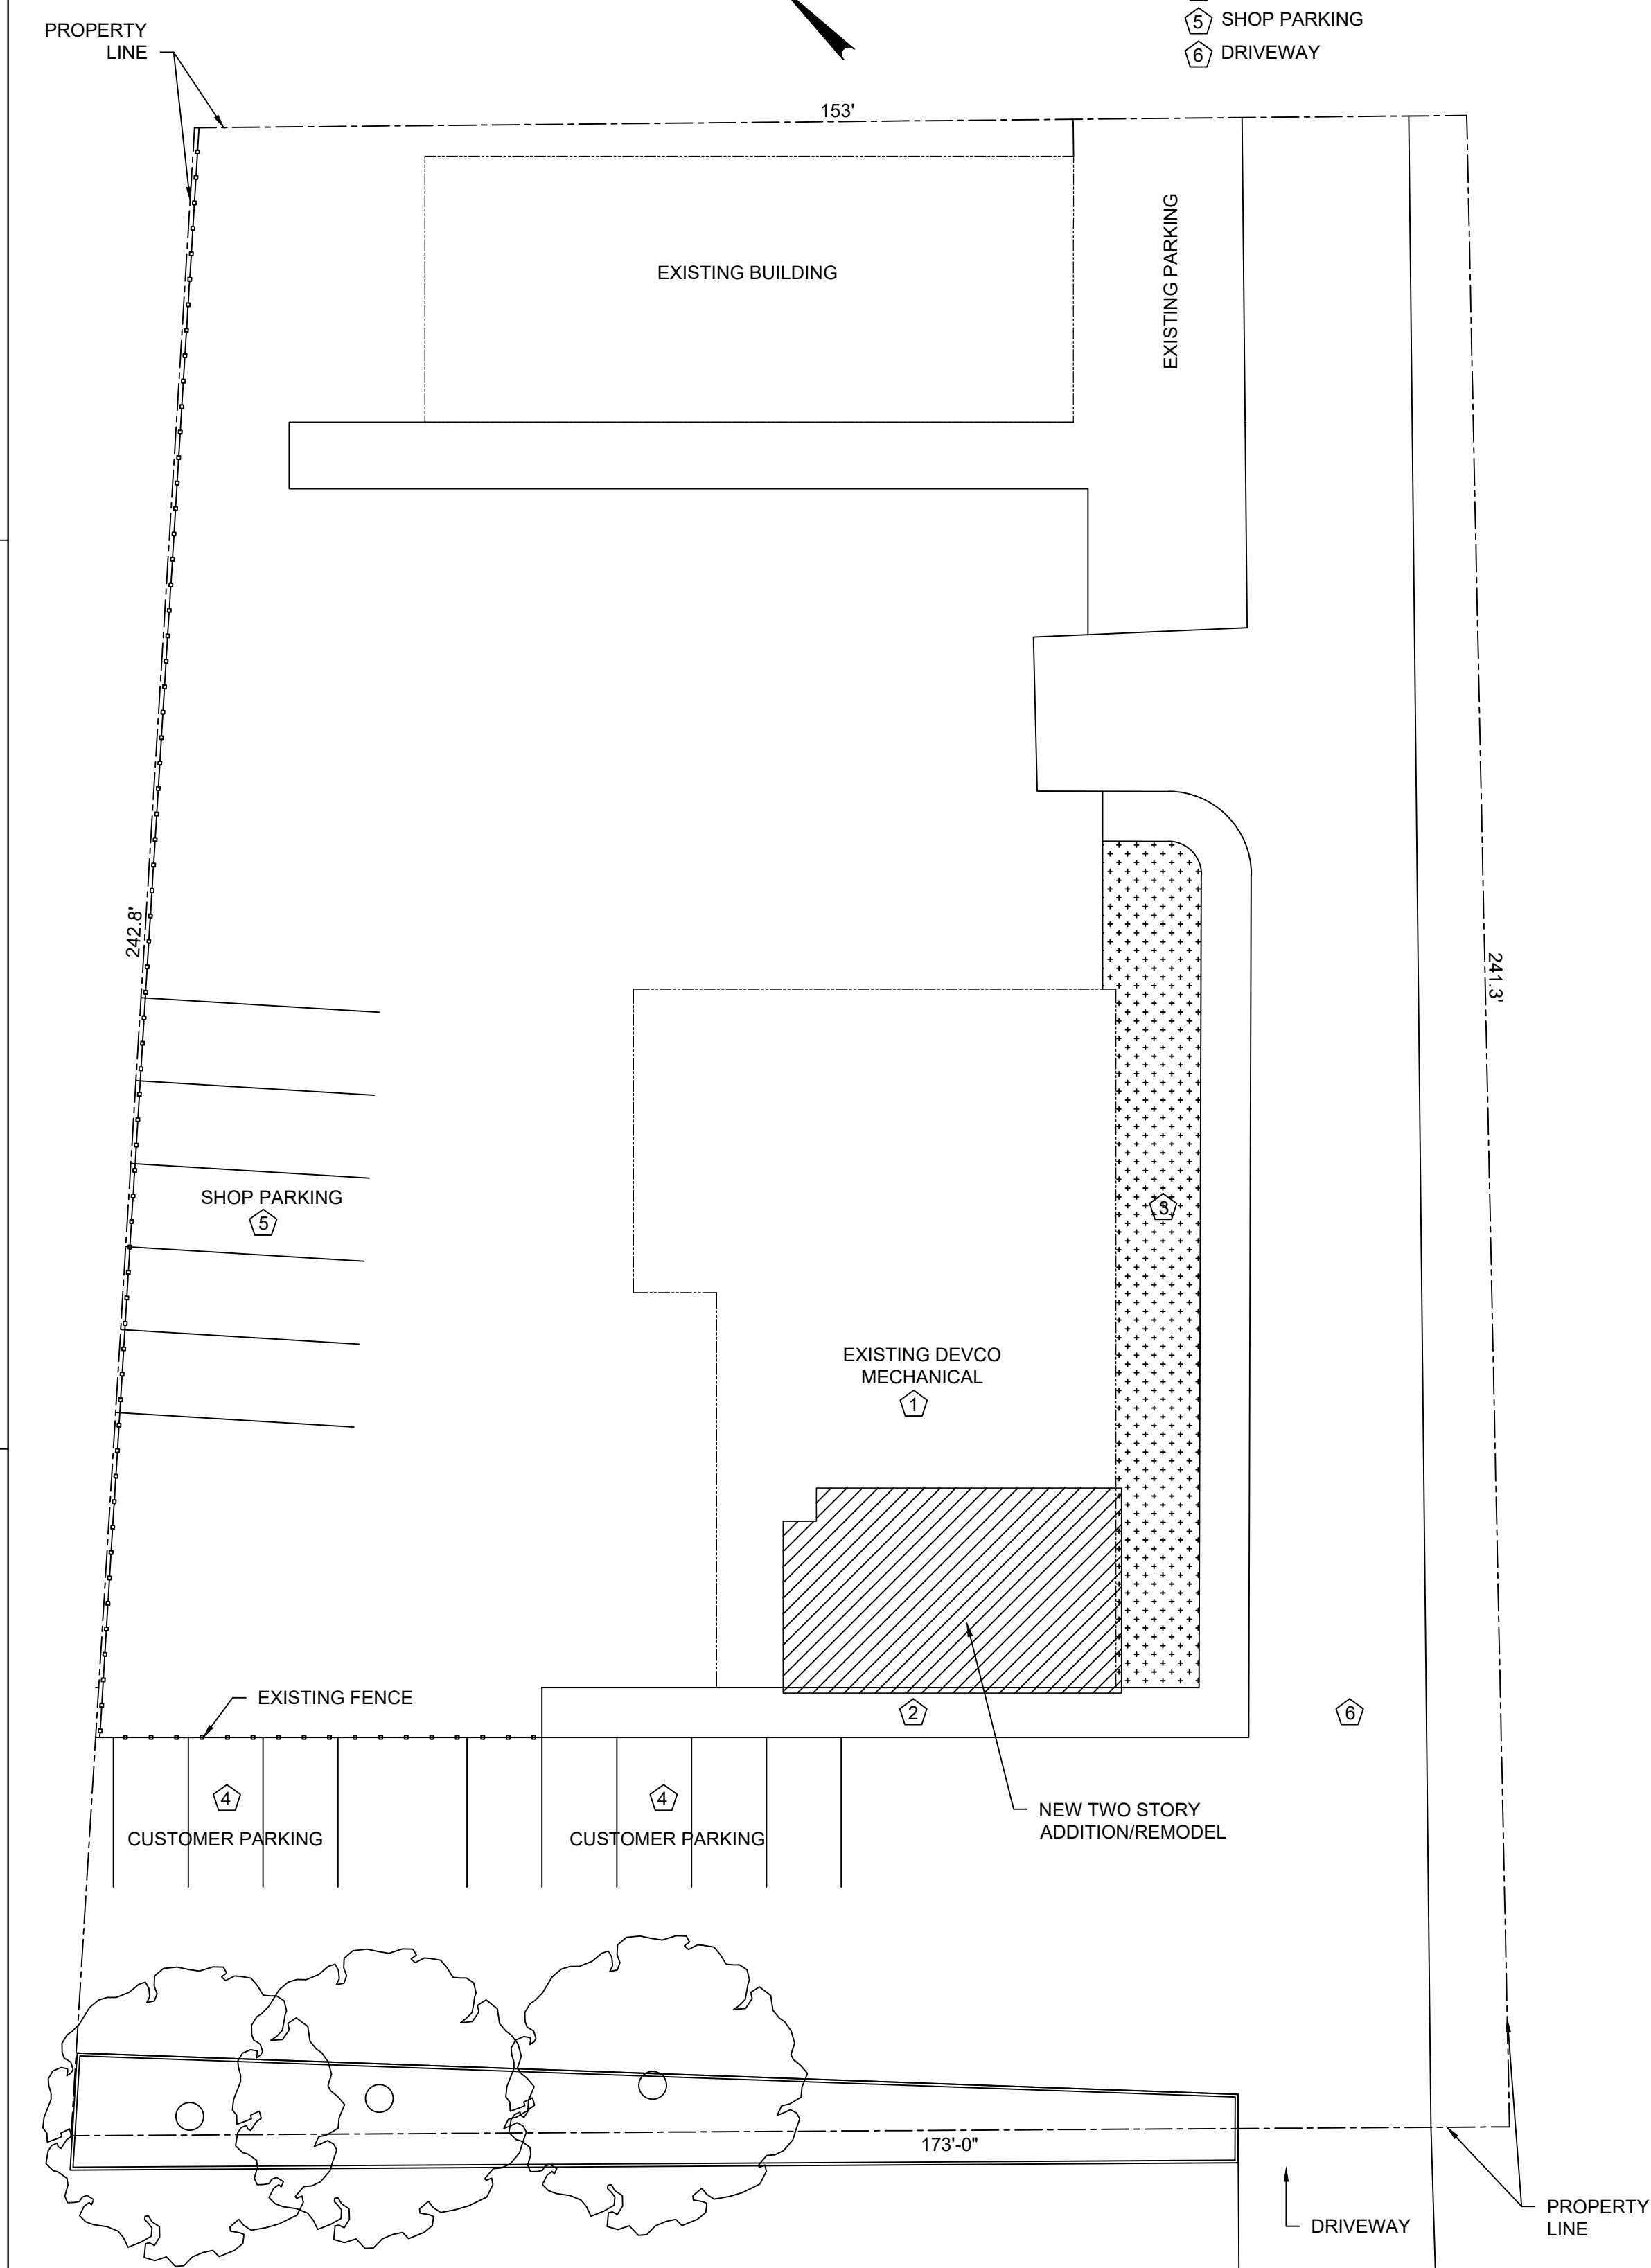 PROPERTY
LINE
5 SHOP PARKING
6 DRIVEWAY
153'
EXISTING BUILDING
EXISTING PARKING
242.8'
241.3'
SHOP PARKING
5
3
EXISTING DEVCO
MECHANICAL
1
EXISTING FENCE
2
6
4
CUSTOMER PARKING
4
CUSTOMER PARKING
NEW TWO STORY
ADDITION/REMODEL
173'-0"
DRIVEWAY
PROPERTY
LINE